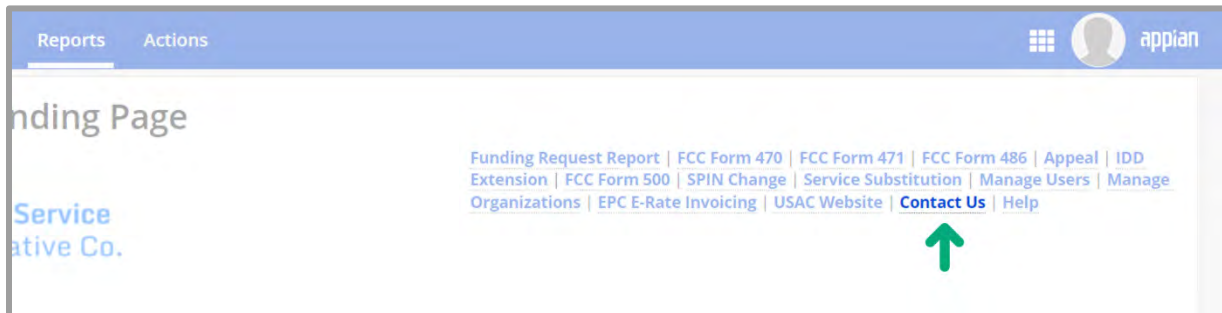 Reports Actions appian
nding Page
Funding Request Report | FCC Form 470 | FCC Form 471 | FCC Form 486 | Appeal | IDD
Extension | FCC Form 500 | SPIN Change | Service Substitution | Manage Users | Manage
Organizations | EPC E-Rate Invoicing | USAC Website | Contact Us | Help
Service
ative Co.